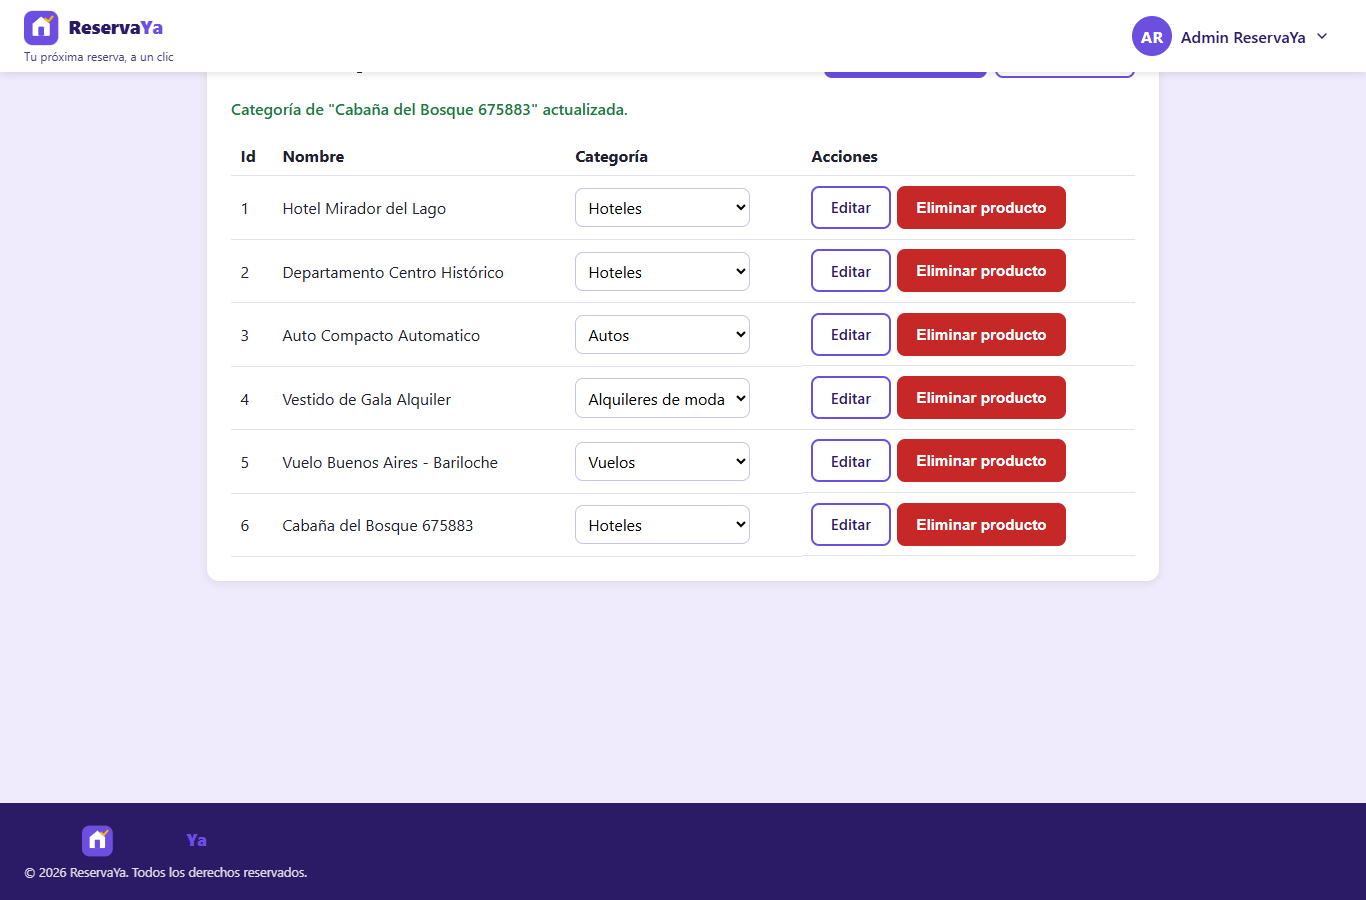 ReservaYa
Tu próxima reserva, a un clic
AR
Admin ReservaYa
Categoría de "Cabaña del Bosque 675883" actualizada.
Id Nombre Categoría Acciones
1 Hotel Mirador del Lago Hoteles Editar Eliminar producto
2 Departamento Centro Histórico Hoteles Editar Eliminar producto
3 Auto Compacto Automatico Autos Editar Eliminar producto
4 Vestido de Gala Alquiler Alquileres de moda Editar Eliminar producto
5 Vuelo Buenos Aires - Bariloche Vuelos Editar Eliminar producto
6 Cabaña del Bosque 675883 Hoteles Editar Eliminar producto
Ya
© 2026 ReservaYa. Todos los derechos reservados.